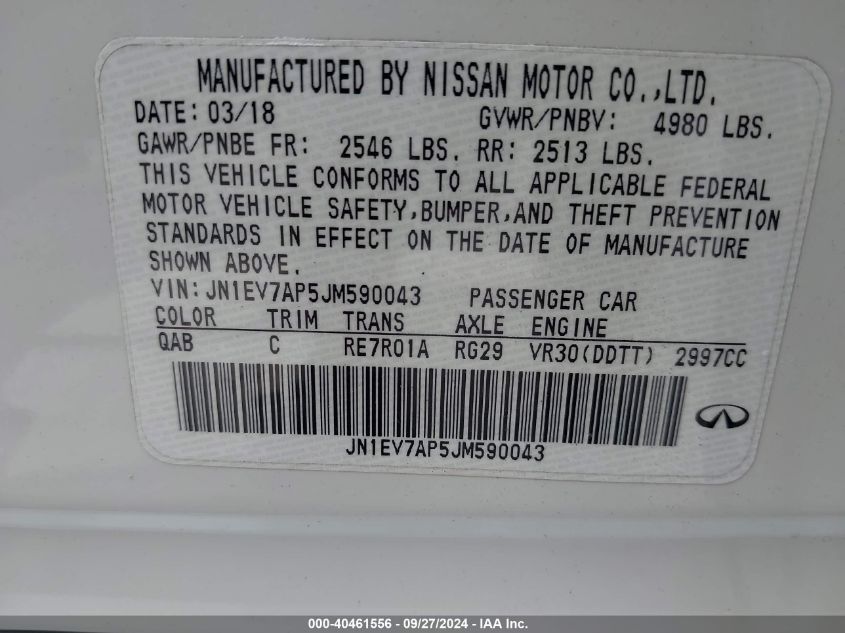 MANUFACTURED BY NISSAN MOTOR CO.,LTD.
DATE: 03/18 GVWR/PNBV: 4980 LBS.
GAWR/PNBE FR: 2546 LBS. RR: 2513 LBS.
THIS VEHICLE CONFORMS TO ALL APPLICABLE FEDERAL
MOTOR VEHICLE SAFETY,BUMPER,AND THEFT PREVENTION
STANDARDS IN EFFECT ON THE DATE OF MANUFACTURE
SHOWN ABOVE.
VIN: JN1EV7AP5JM590043 PASSENGER CAR
COLOR TRIM TRANS AXLE ENGINE
QAB C RE7R01A RG29 VR30(DDTT) 2997CC
JN1EV7AP5JM590043
000-40461556 - 09/27/2024 - IAA Inc.